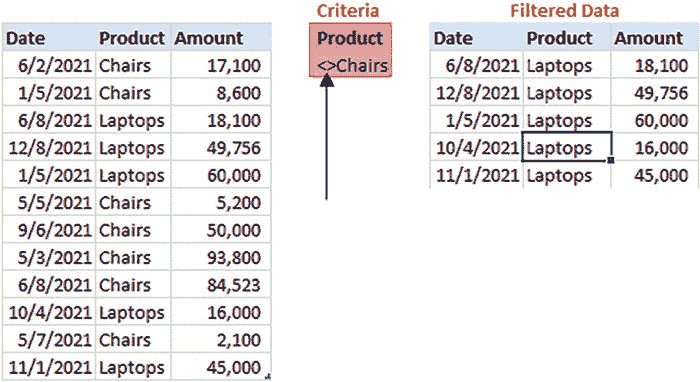 Criteria
Filtered Data
Date Product Amount
6/2/2021 Chairs 17,100
1/5/2021 Chairs 8,600
6/8/2021 Laptops 18,100
12/8/2021 Laptops 49,756
1/5/2021 Laptops 60,000
5/5/2021 Chairs 5,200
9/6/2021 Chairs 50,000
5/3/2021 Chairs 93,800
6/8/2021 Chairs 84,523
10/4/2021 Laptops 16,000
5/7/2021 Chairs 2,100
11/1/2021 Laptops 45,000
Product
<>Chairs
Date Product Amount
6/8/2021 Laptops 18,100
12/8/2021 Laptops 49,756
1/5/2021 Laptops 60,000
10/4/2021 Laptops 16,000
11/1/2021 Laptops 45,000